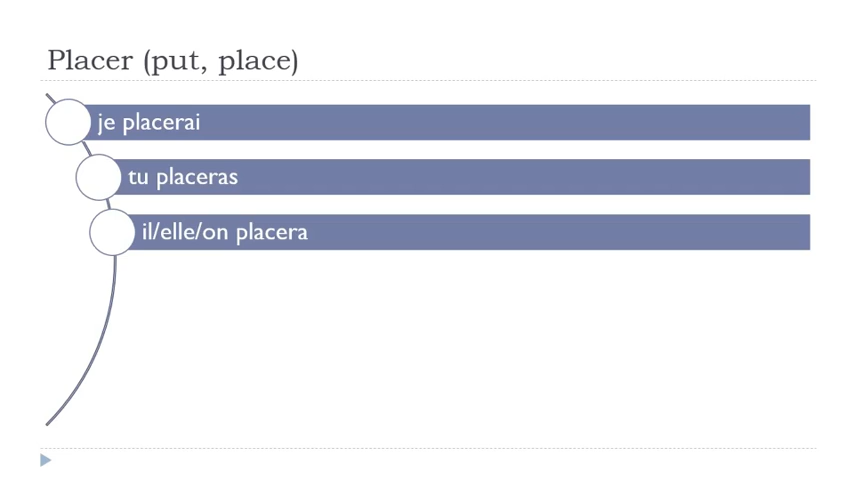 Placer (put, place)
je placerai
tu placeras
il/elle/on placera